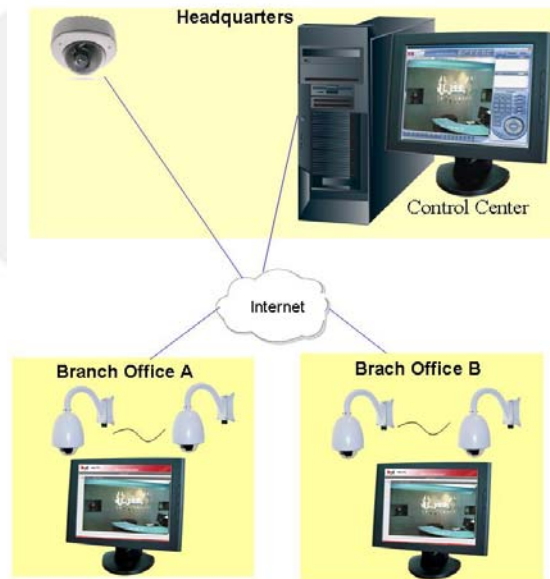 Headquarters
Control Center
Internet
Branch Office A
Brach Office B